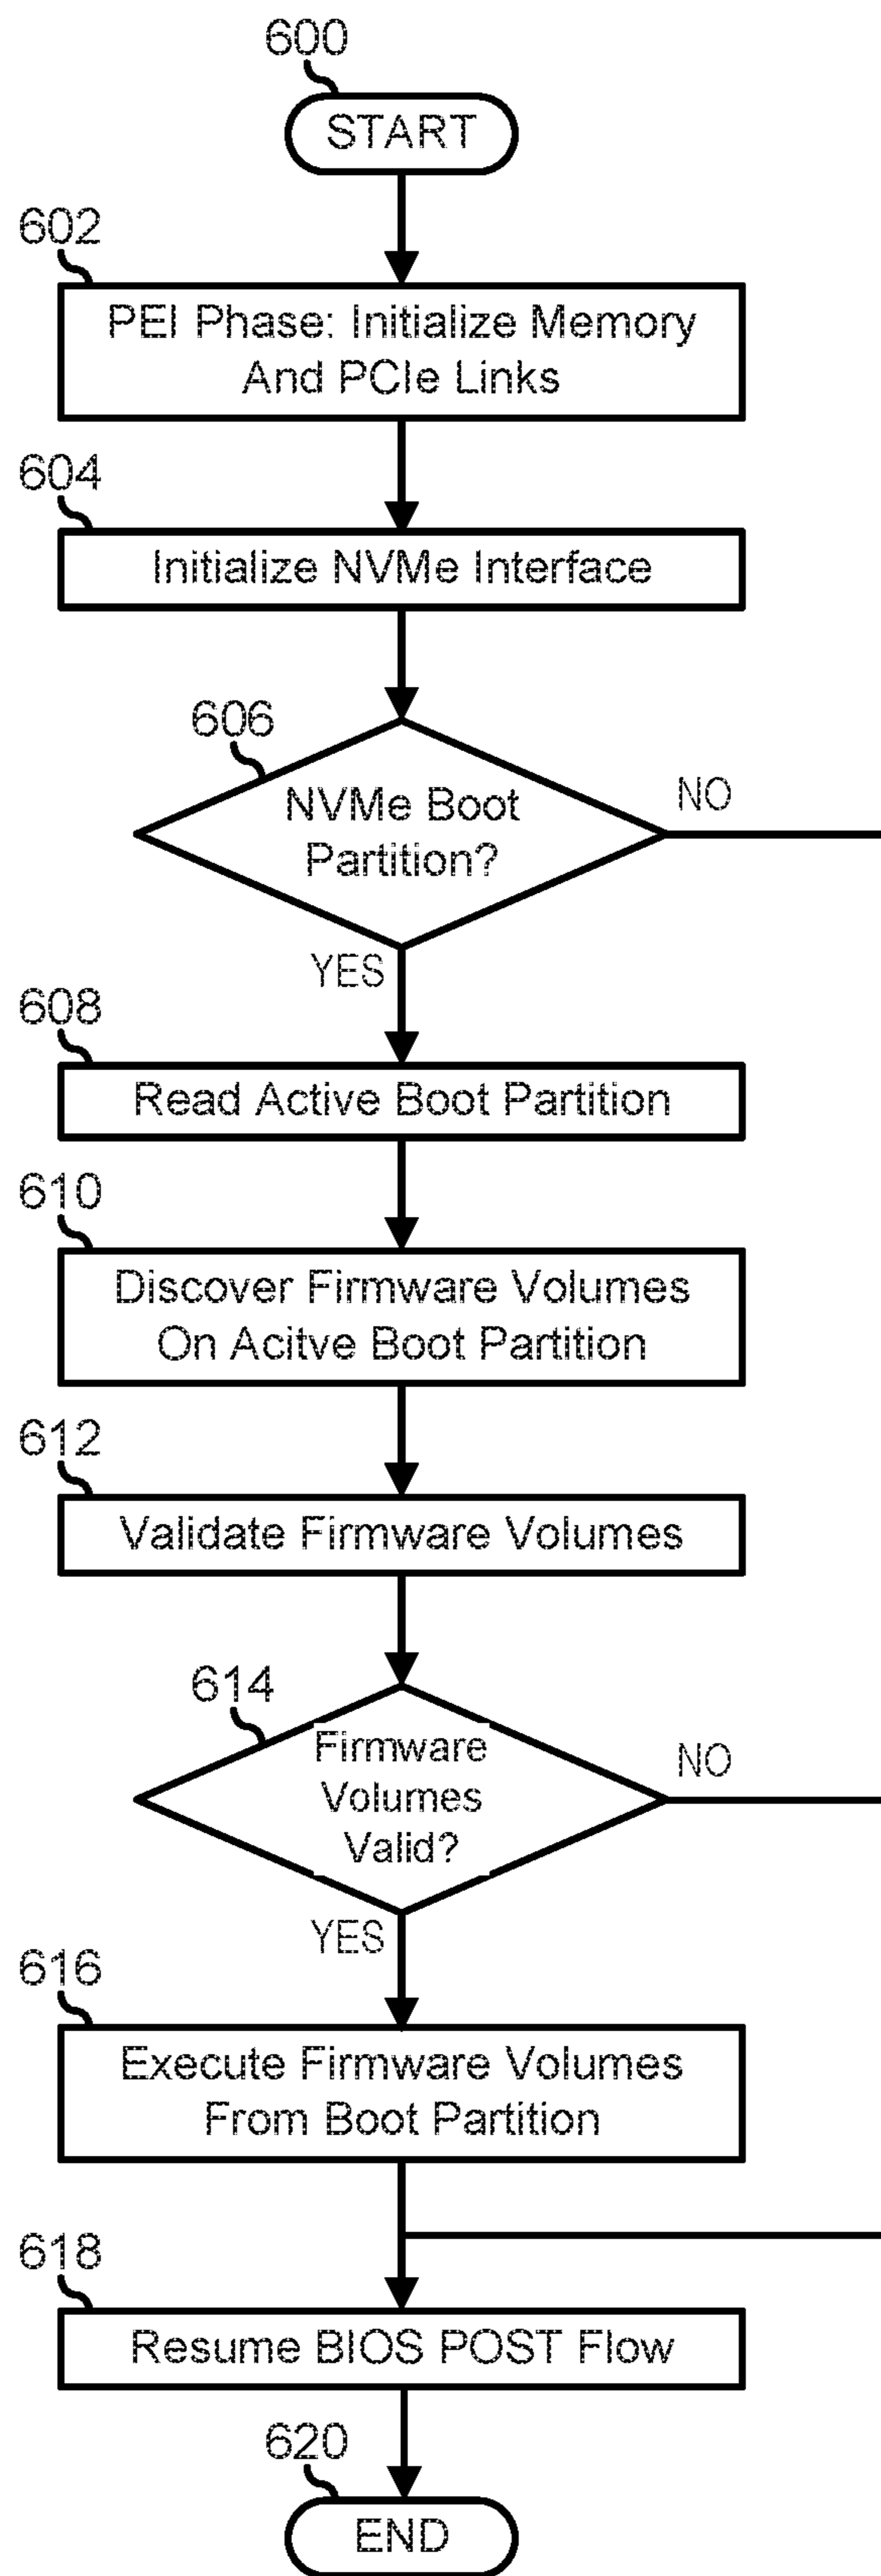 600
START
602
PEI Phase: Initialize Memory
And PCIe Links
604
Initialize NVMe Interface
606
NVMe Boot
Partition?
NO
YES
608
Read Active Boot Partition
610
Discover Firmware Volumes
On Acitve Boot Partition
612
Validate Firmware Volumes
614
Firmware
Volumes
Valid?
NO
YES
616
Execute Firmware Volumes
From Boot Partition
618
Resume BIOS POST Flow
620
END